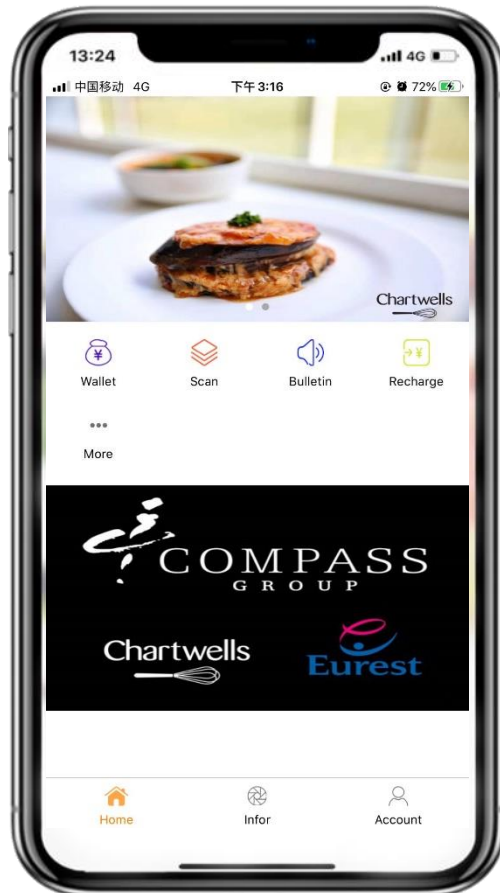 13:24 4G
中国移动 4G 下午3:16 72%
Chartwells
¥ ¥
Wallet Scan Bulletin Recharge
More
COMPASS
GROUP
Chartwells Eurest
Home Infor Account